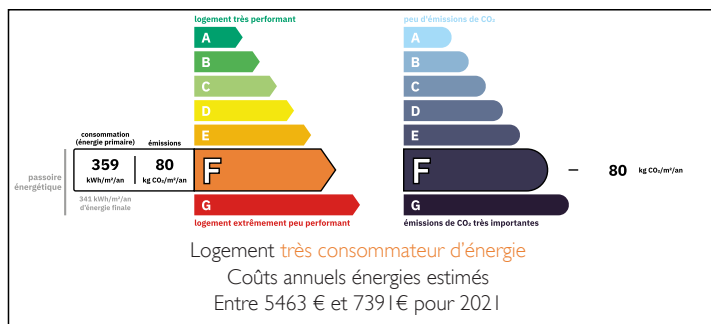 logement très performant
peu d'émissions de CO₂
A
B
C
D
E
consommation
(énergie primaire)
émissions
359
kWh/m²/an
80
kg CO₂/m²/an
F
passoire
énergétique
341 kWh/m²/an
d'énergie finale
G
logement extrêmement peu performant
A
B
C
D
E
F
80 kg CO₂/m²/an
G
émissions de CO₂ très importantes
Logement très consommateur d'énergie
Coûts annuels énergies estimés
Entre 5463 € et 7391€ pour 2021